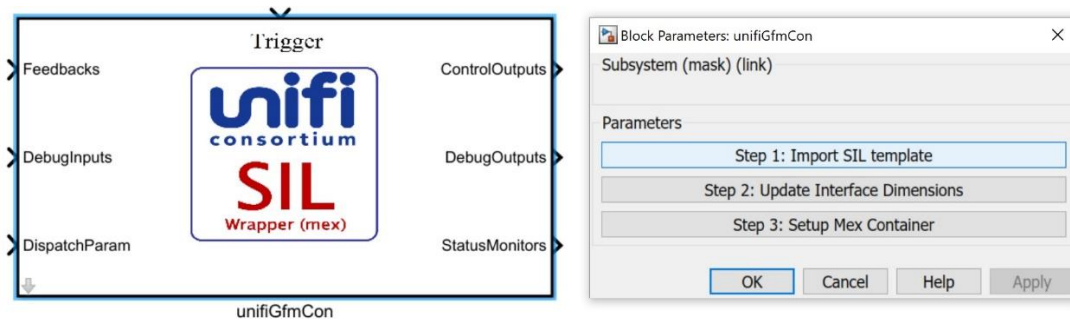 Trigger
Feedbacks
ControlOutputs
unifi
consortium
DebugInputs
DebugOutputs
SIL
Wrapper (mex)
DispatchParam
StatusMonitors
unifiGfmCon
Block Parameters: unifiGfmCon
Subsystem (mask) (link)
Parameters
Step 1: Import SIL template
Step 2: Update Interface Dimensions
Step 3: Setup Mex Container
OK Cancel Help Apply